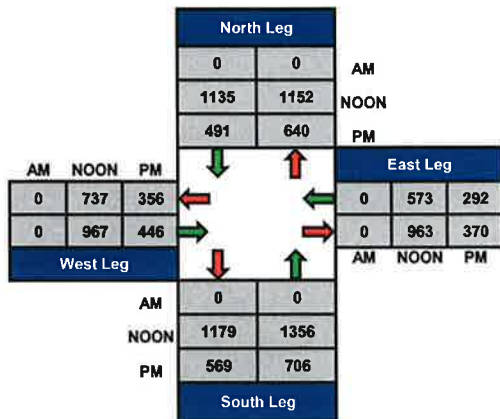 North Leg
0 0 AM
1135 1152 NOON
491 640 PM
AM NOON PM
East Leg
0 737 356
0 573 292
0 967 446
0 963 370
West Leg
AM NOON PM
AM 0 0
NOON 1179 1356
PM 569 706
South Leg